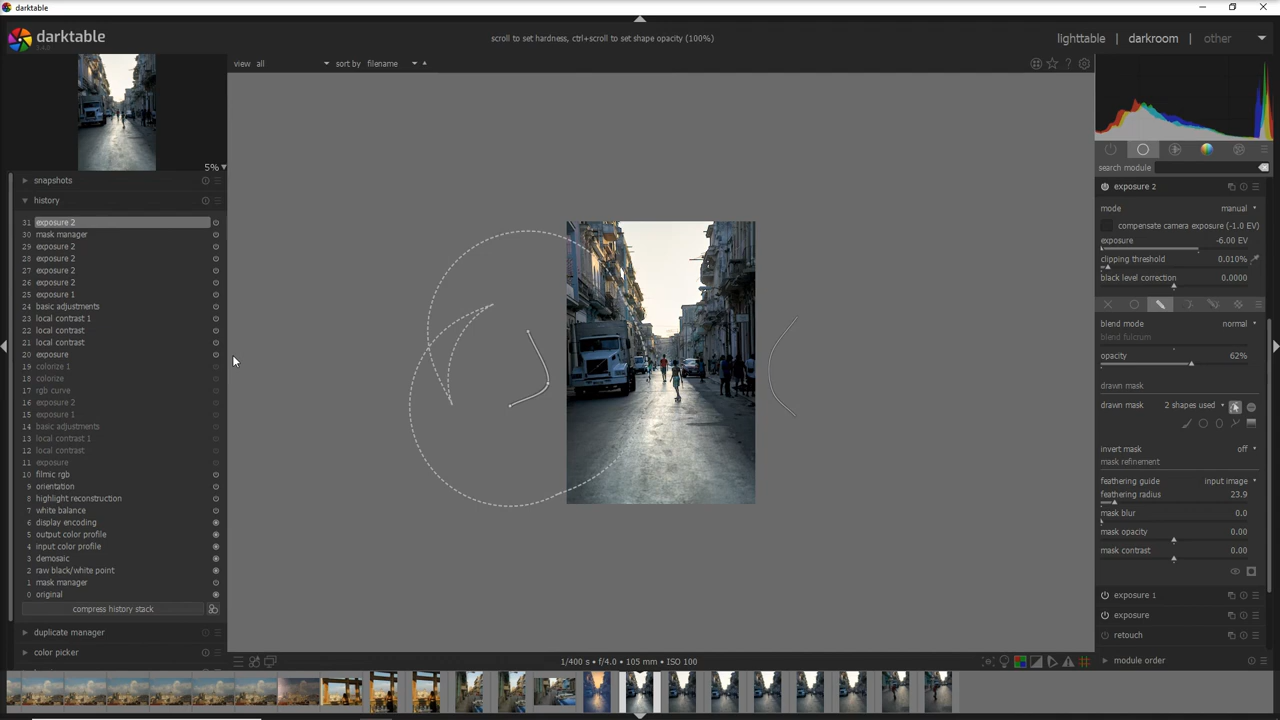 darktable
darktable
3.4.0
scroll to set hardness, ctrl+scroll to set shape opacity (100%)
lighttable | darkroom | other
view all sort by filename
5%
snapshots
history
31 exposure 2
30 mask manager
29 exposure 2
28 exposure 2
27 exposure 2
26 exposure 2
25 exposure 1
24 basic adjustments
23 local contrast 1
22 local contrast
21 local contrast
20 exposure
19 colorize 1
18 colorize
17 rgb curve
16 exposure 2
15 exposure 1
14 basic adjustments
13 local contrast 1
12 local contrast
11 exposure
10 filmic rgb
9 orientation
8 highlight reconstruction
7 white balance
6 display encoding
5 output color profile
4 input color profile
3 demosaic
2 raw black/white point
1 mask manager
0 original
compress history stack
duplicate manager
color picker
1/400 s • f/4.0 • 105 mm • ISO 100
search module
exposure 2
mode manual
compensate camera exposure (-1.0 EV)
exposure -6.00 EV
clipping threshold 0.010%
black level correction 0.0000
blend mode normal
blend fulcrum
opacity 62%
drawn mask
drawn mask 2 shapes used
invert mask off
mask refinement
feathering guide input image
feathering radius 23.9
mask blur 0.0
mask opacity 0.00
mask contrast 0.00
exposure 1
exposure
retouch
module order